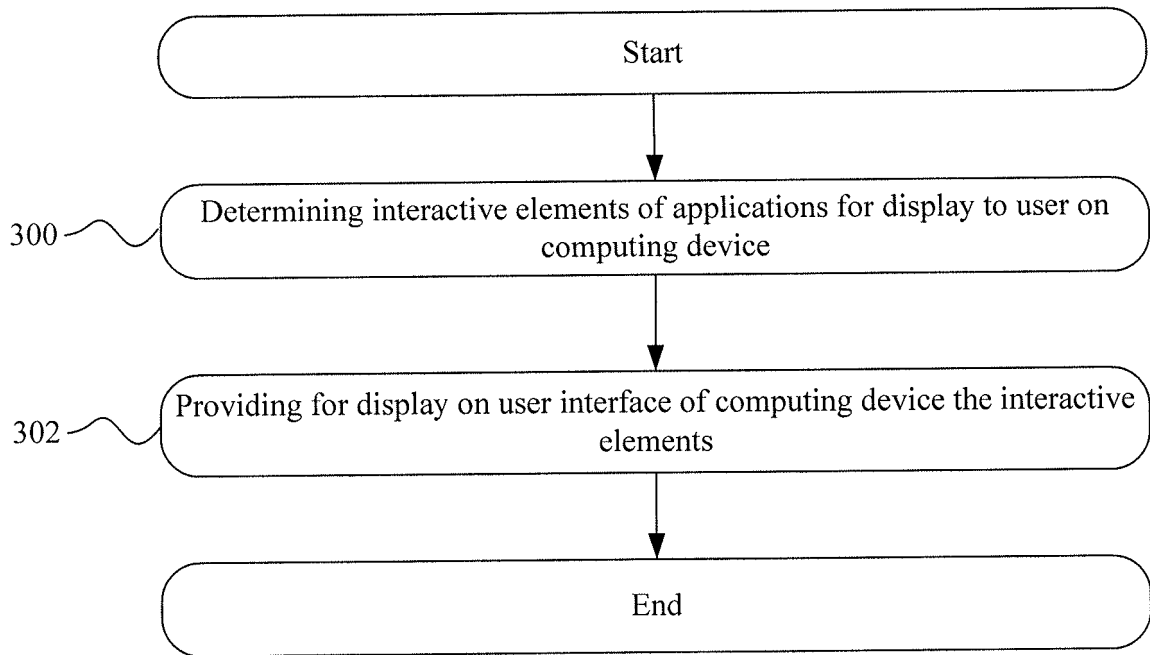 Start
Determining interactive elements of applications for display to user on
computing device
300
Providing for display on user interface of computing device the interactive
elements
302
End